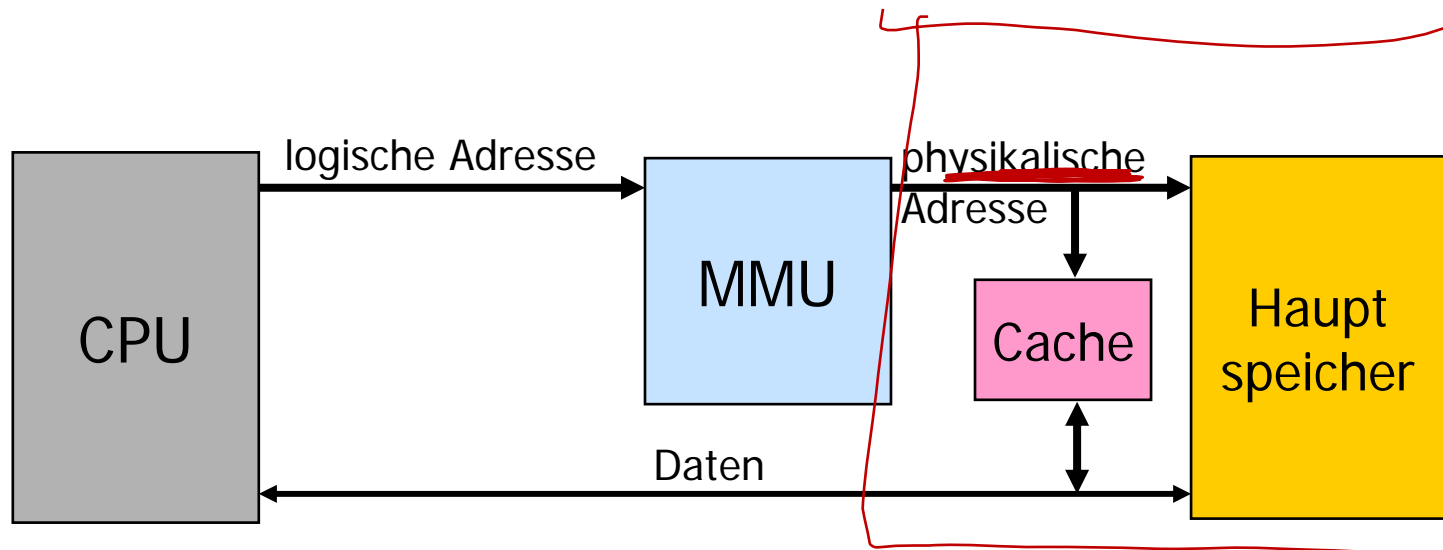 logische Adresse
physikalische
Adresse
CPU
MMU
Cache
Haupt
speicher
Daten